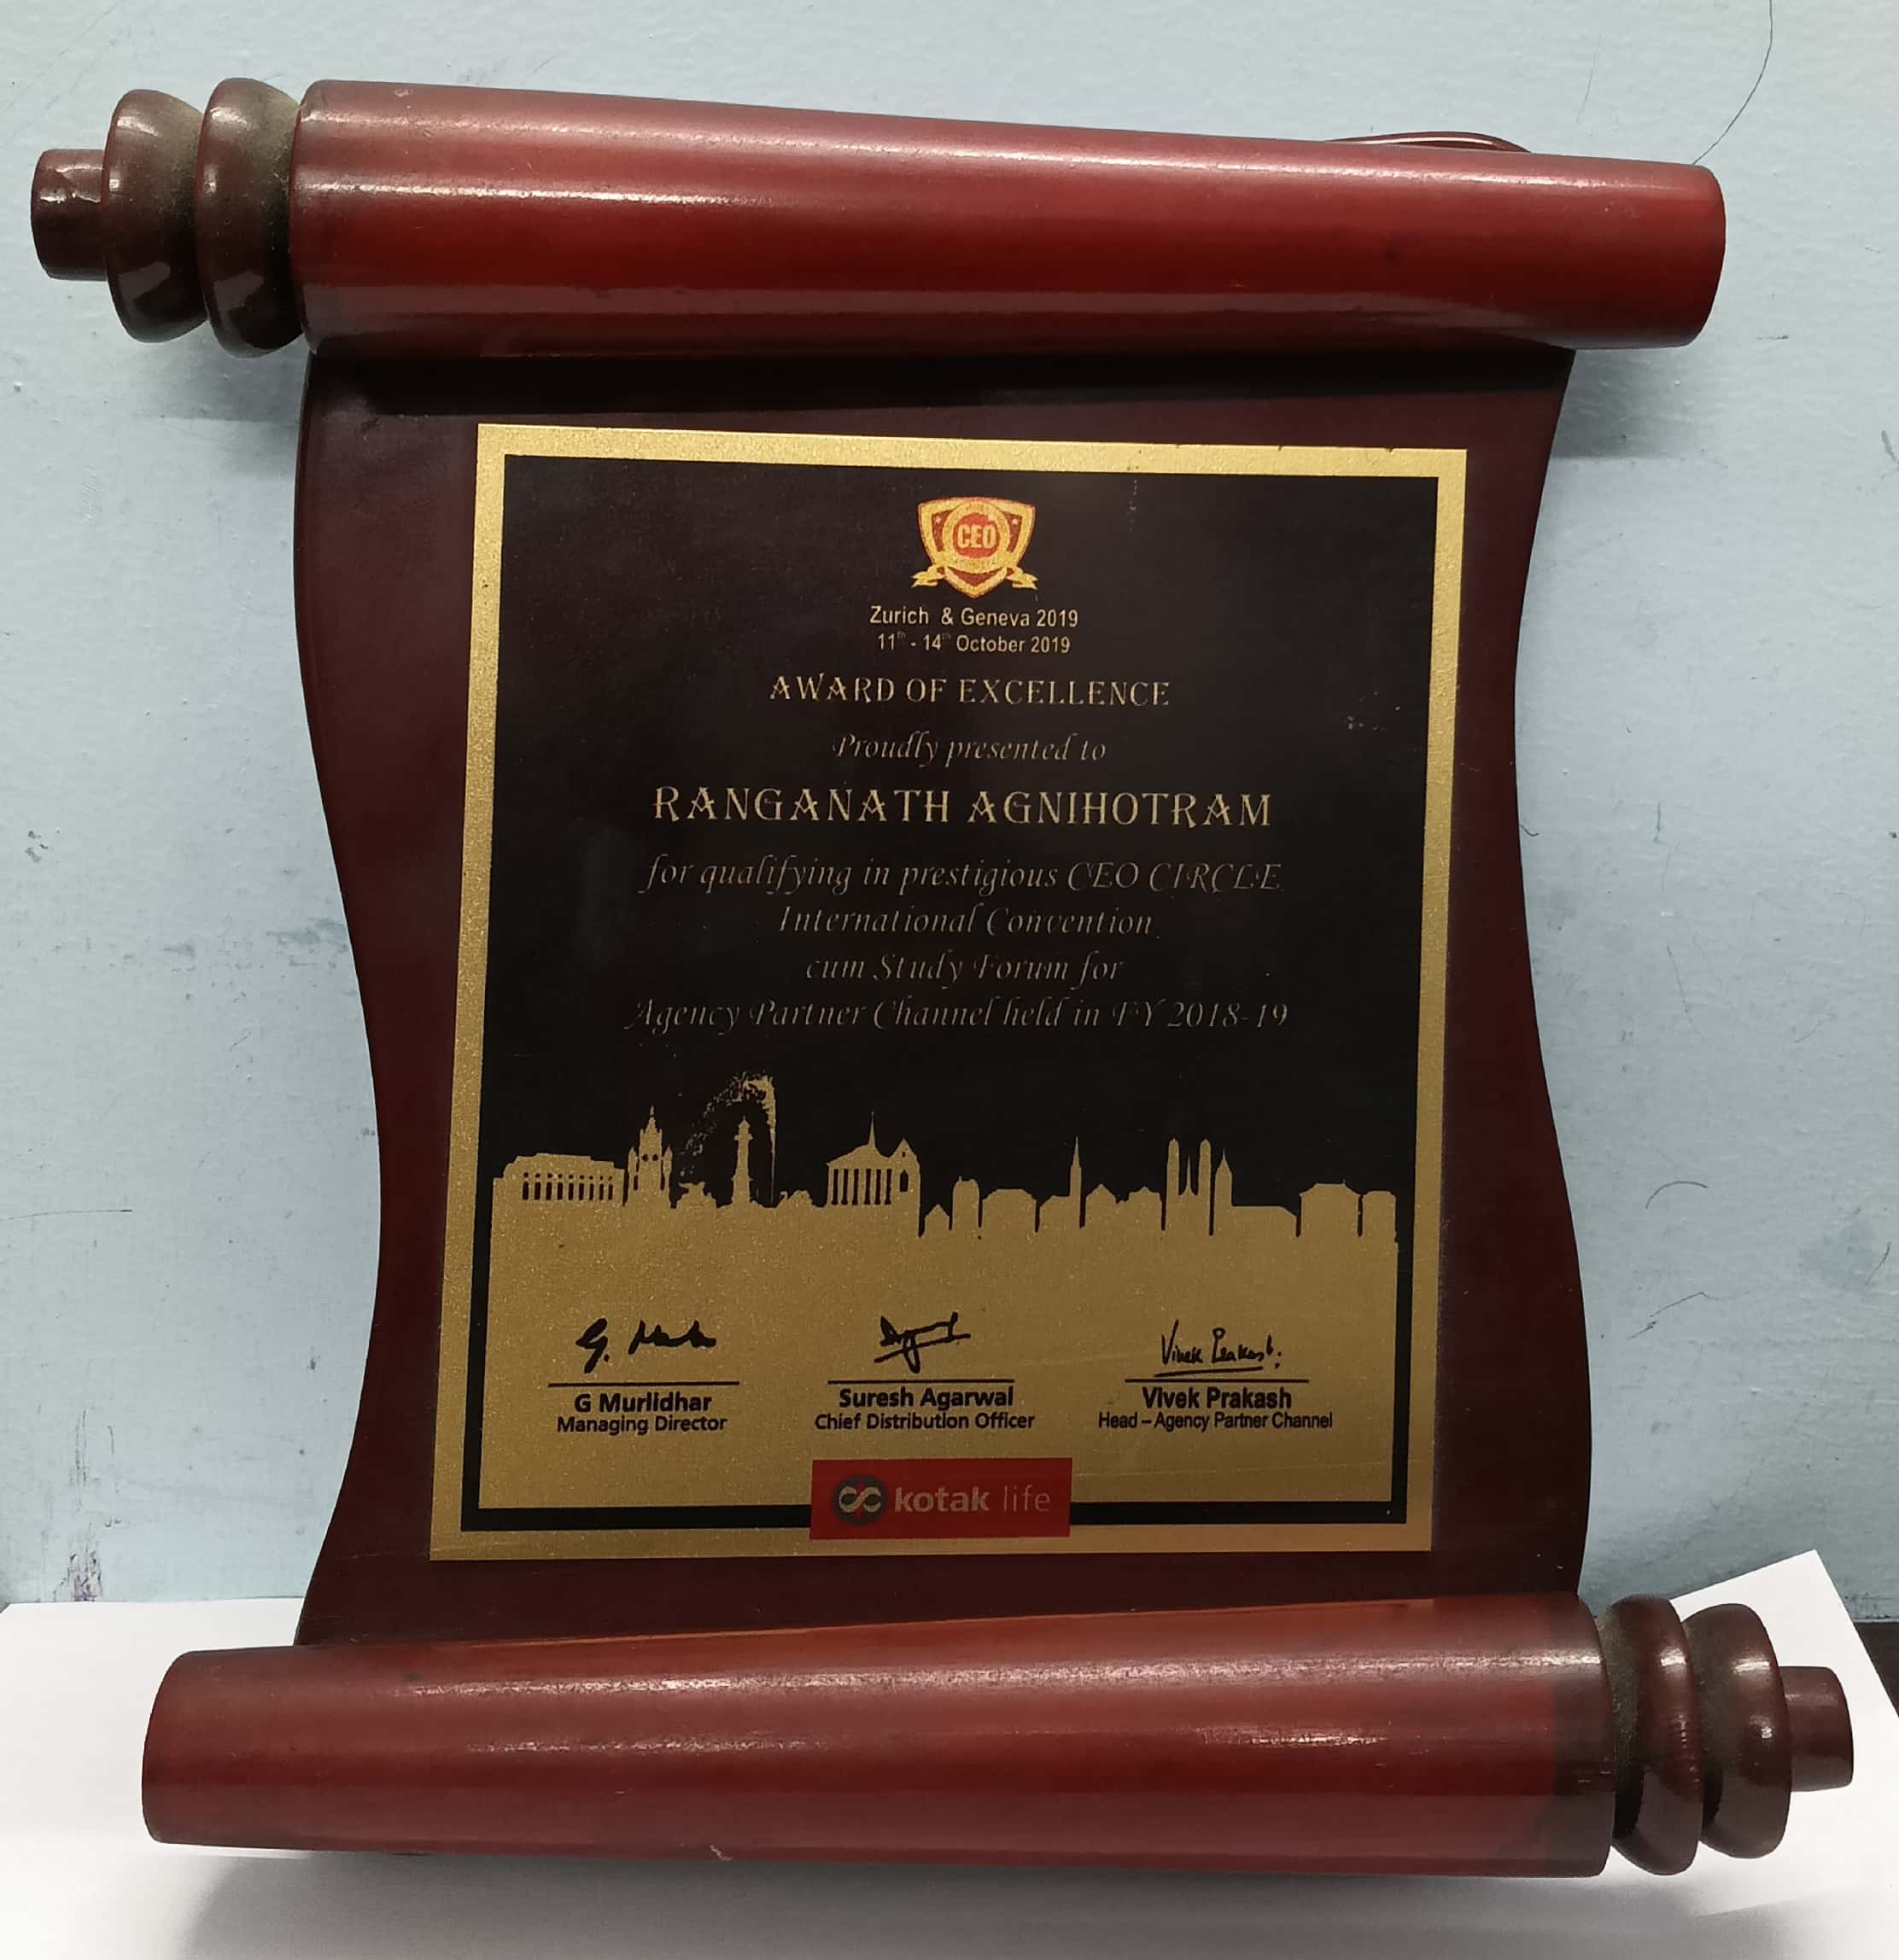 CEO
Zurich & Geneva 2019
11th - 14th October 2019
AWARD OF EXCELLENCE
Proudly presented to
RANGANATH AGNIHOTRAM
for qualifying in prestigious CEO CIRCLE
International Convention
cum Study Forum for
Agency Partner Channel held in FY 2018-19
G Murlidhar
Managing Director
Suresh Agarwal
Chief Distribution Officer
Vivek Prakash
Vivek Prakash
Head – Agency Partner Channel
kotak life